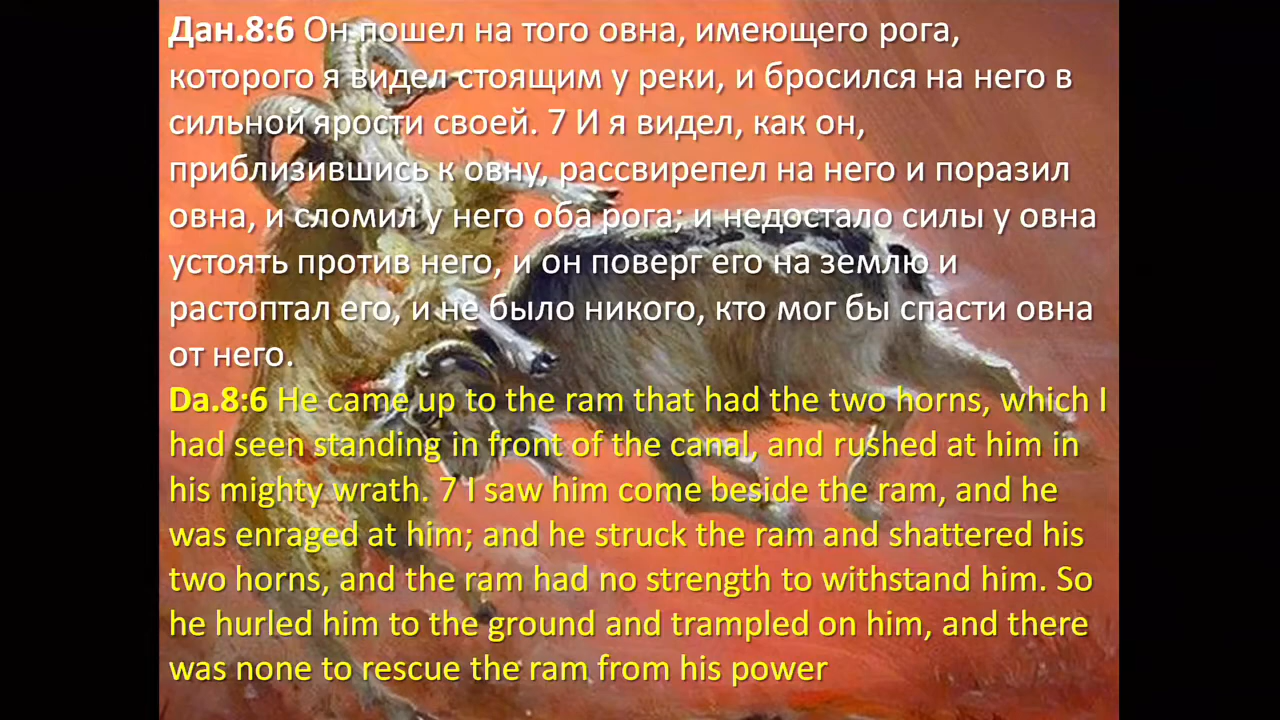 Дан.8:6 Он пошел на того овна, имеющего рога,
которого я видел стоящим у реки, и бросился на него в
сильной ярости своей. 7 И я видел, как он,
приблизившись к овну, рассвирепел на него и поразил
овна, и сломил у него оба рога; и недостало силы у овна
устоять против него, и он поверг его на землю и
растоптал его, и не было никого, кто мог бы спасти овна
от него.
Da.8:6 He came up to the ram that had the two horns, which I
had seen standing in front of the canal, and rushed at him in
his mighty wrath. 7 I saw him come beside the ram, and he
was enraged at him; and he struck the ram and shattered his
two horns, and the ram had no strength to withstand him. So
he hurled him to the ground and trampled on him, and there
was none to rescue the ram from his power